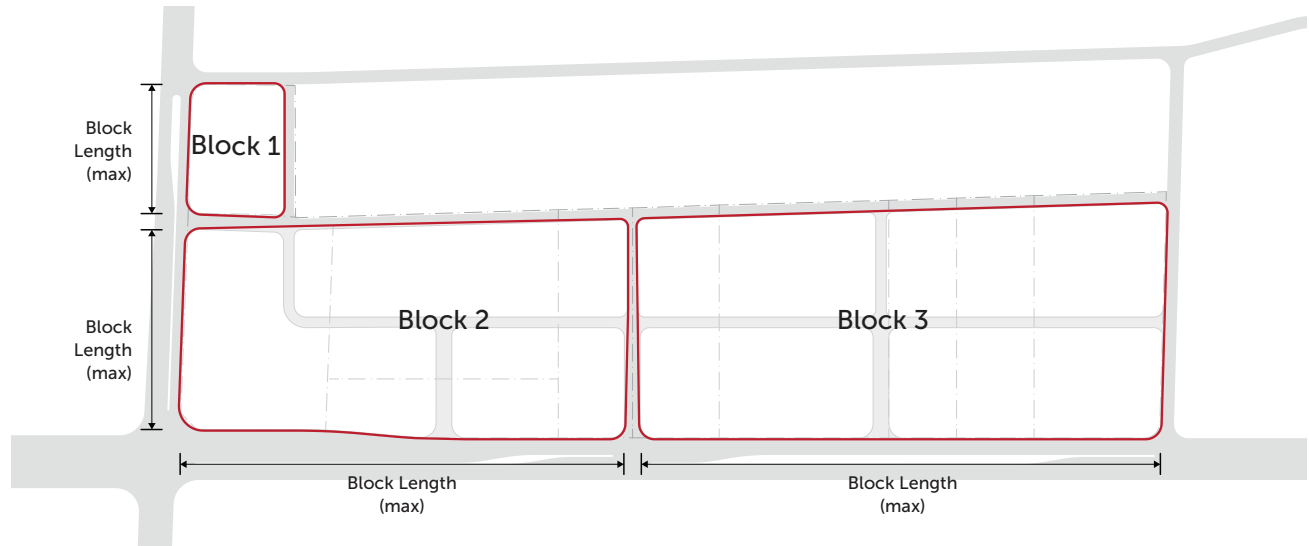 Block
Length
(max)
Block 1
Block
Length
(max)
Block 2
Block 3
Block Length
(max)
Block Length
(max)